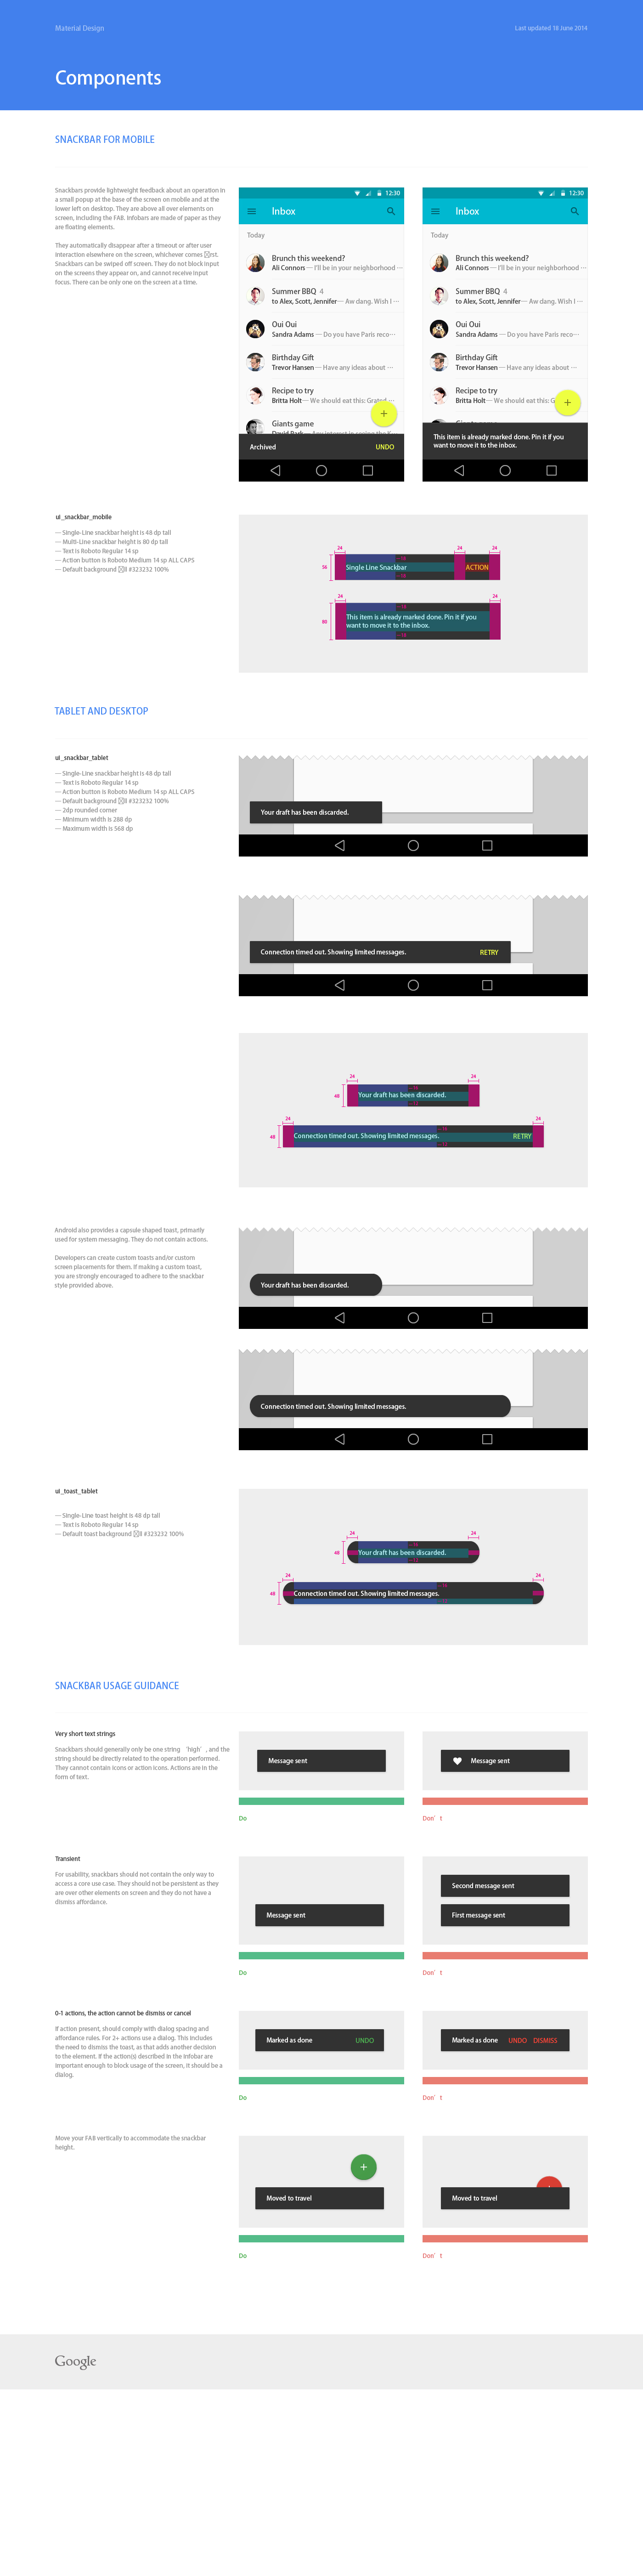 Material Design
Last updated 18 June 2014
Components
SNACKBAR FOR MOBILE
Snackbars provide lightweight feedback about an operation in
a small popup at the base of the screen on mobile and at the
lower left on desktop. They are above all over elements on
screen, including the FAB. Infobars are made of paper as they
are floating elements.
They automatically disappear after a timeout or after user
interaction elsewhere on the screen, whichever comes rst.
Snackbars can be swiped off screen. They do not block input
on the screens they appear on, and cannot receive input
focus. There can be only one on the screen at a time.
12:30
Inbox
Today
Brunch this weekend?
Ali Connors — I'll be in your neighborhood ···
Summer BBQ 4
to Alex, Scott, Jennifer— Aw dang. Wish I ···
Oui Oui
Sandra Adams — Do you have Paris reco···
Birthday Gift
Trevor Hansen— Have any ideas about ···
Recipe to try
Britta Holt— We should eat this: Grated ···
Giants game
Archived
UNDO
12:30
Inbox
Today
Brunch this weekend?
Ali Connors — I'll be in your neighborhood ···
Summer BBQ 4
to Alex, Scott, Jennifer— Aw dang. Wish I ···
Oui Oui
Sandra Adams — Do you have Paris reco···
Birthday Gift
Trevor Hansen— Have any ideas about ···
Recipe to try
Britta Holt— We should eat this:
This item is already marked done. Pin it if you
want to move it to the inbox.
ui_snackbar_mobile
— Single-Line snackbar height is 48 dp tall
— Multi-Line snackbar height is 80 dp tall
— Text is Roboto Regular 14 sp
— Action button is Roboto Medium 14 sp ALL CAPS
— Default background ll #323232 100%
24
24
24
56
Single Line Snackbar
ACTION
24
24
80
This item is already marked done. Pin it if you
want to move it to the inbox.
TABLET AND DESKTOP
ui_snackbar_tablet
— Single-Line snackbar height is 48 dp tall
— Text is Roboto Regular 14 sp
— Action button is Roboto Medium 14 sp ALL CAPS
— Default background ll #323232 100%
— 2dp rounded corner
— Minimum width is 288 dp
— Maximum width is 568 dp
Your draft has been discarded.
Connection timed out. Showing limited messages.
RETRY
24
24
48
Your draft has been discarded.
24
24
48
Connection timed out. Showing limited messages.
RETRY
Android also provides a capsule shaped toast, primarily
used for system messaging. They do not contain actions.
Developers can create custom toasts and/or custom
screen placements for them. If making a custom toast,
you are strongly encouraged to adhere to the snackbar
style provided above.
Your draft has been discarded.
Connection timed out. Showing limited messages.
ui_toast_tablet
— Single-Line toast height is 48 dp tall
— Text is Roboto Regular 14 sp
— Default toast background ll #323232 100%
24
24
48
Your draft has been discarded.
24
24
48
Connection timed out. Showing limited messages.
SNACKBAR USAGE GUIDANCE
Very short text strings
Snackbars should generally only be one string ‘high’, and the
string should be directly related to the operation performed.
They cannot contain icons or action icons. Actions are in the
form of text.
Message sent
Do
Message sent
Don’t
Transient
For usability, snackbars should not contain the only way to
access a core use case. They should not be persistent as they
are over other elements on screen and they do not have a
dismiss affordance.
Message sent
Do
Second message sent
First message sent
Don’t
0-1 actions, the action cannot be dismiss or cancel
If action present, should comply with dialog spacing and
affordance rules. For 2+ actions use a dialog. This includes
the need to dismiss the toast, as that adds another decision
to the element. If the action(s) described in the infobar are
important enough to block usage of the screen, it should be a
dialog.
Marked as done
UNDO
Do
Marked as done
UNDO
DISMISS
Don’t
Move your FAB vertically to accommodate the snackbar
height.
Moved to travel
Do
Moved to travel
Don’t
Google